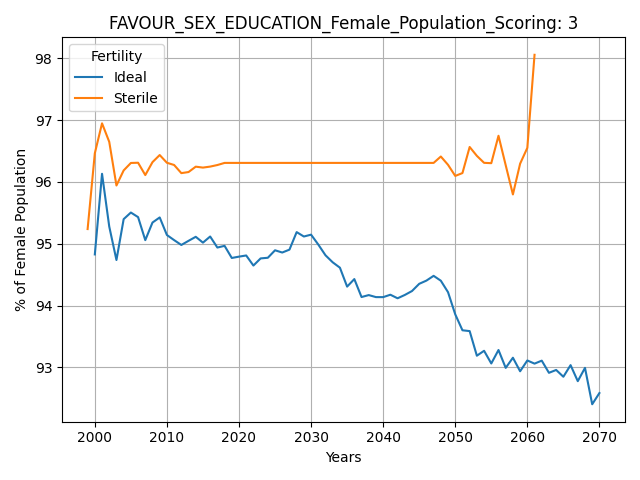 FAVOUR_SEX_EDUCATION_Female_Population_Scoring: 3
Fertility
Ideal
Sterile
% of Female Population
98
97
96
95
94
93
2000 2010 2020 2030 2040 2050 2060 2070
Years